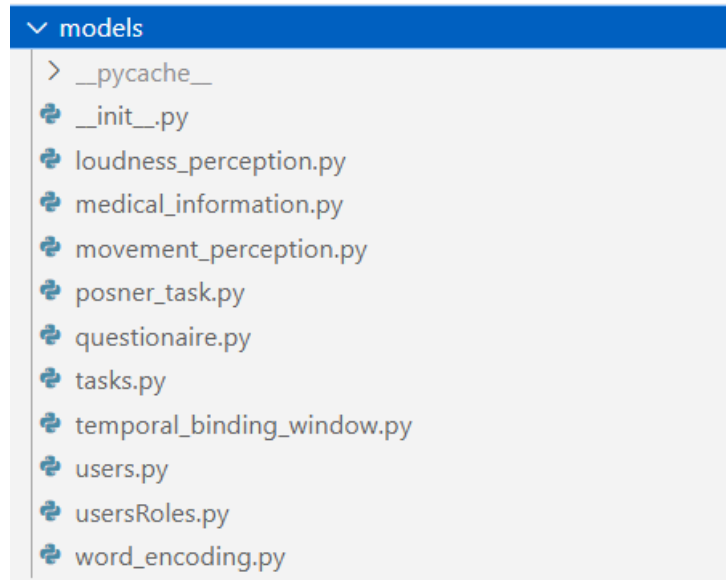 models
__pycache__
__init__.py
loudness_perception.py
medical_information.py
movement_perception.py
posner_task.py
questionaire.py
tasks.py
temporal_binding_window.py
users.py
usersRoles.py
word_encoding.py